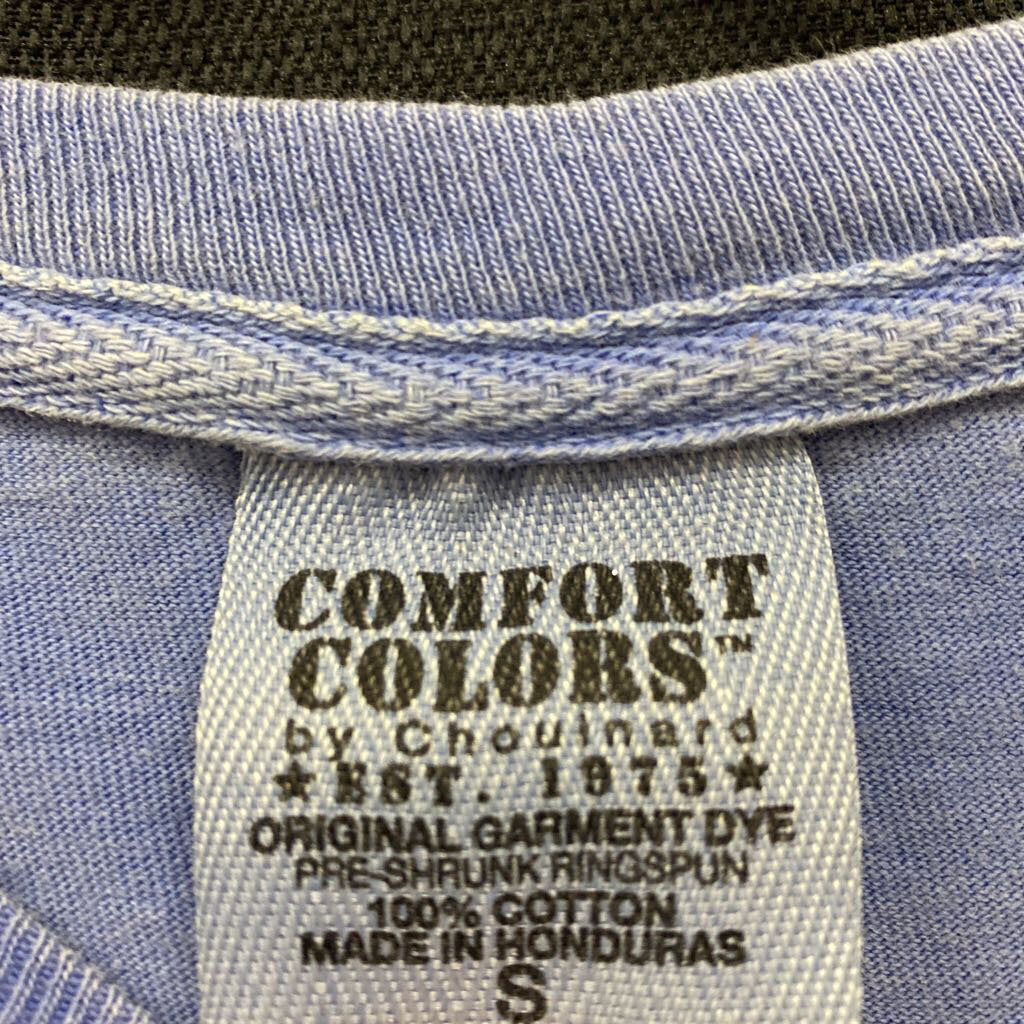 COMFORT
COLORS™
by Chouinard
★EST. 1975★
ORIGINAL GARMENT DYE
PRE-SHRUNK RINGSPUN
100% COTTON
MADE IN HONDURAS
S